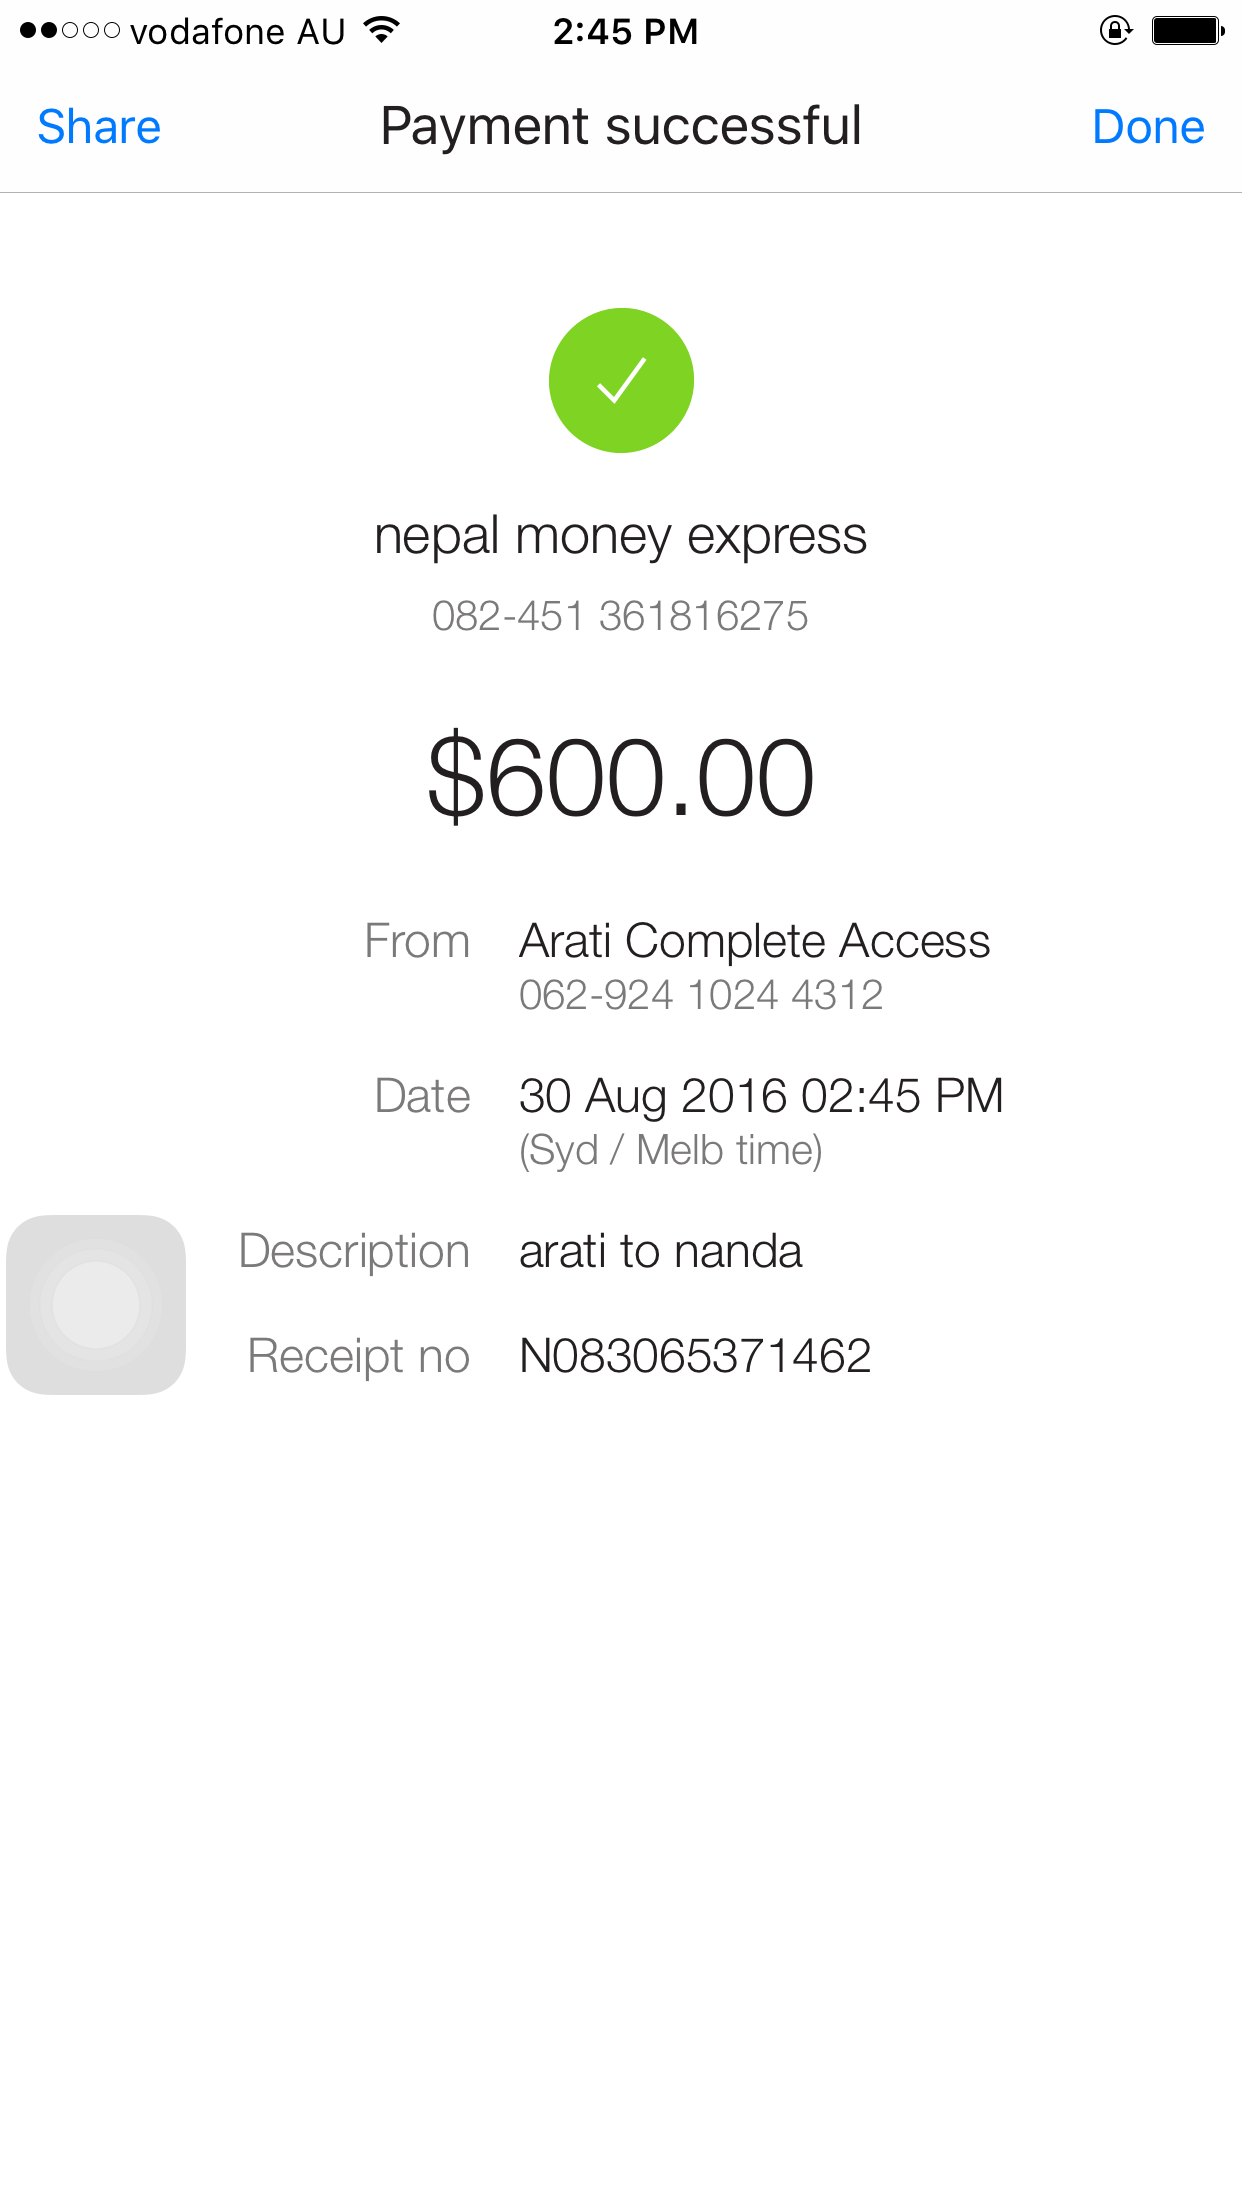 vodafone AU 2:45 PM
Share Payment successful Done
nepal money express
082-451 361816275
$600.00
From Arati Complete Access
062-924 1024 4312
Date 30 Aug 2016 02:45 PM
(Syd / Melb time)
Description arati to nanda
Receipt no N083065371462